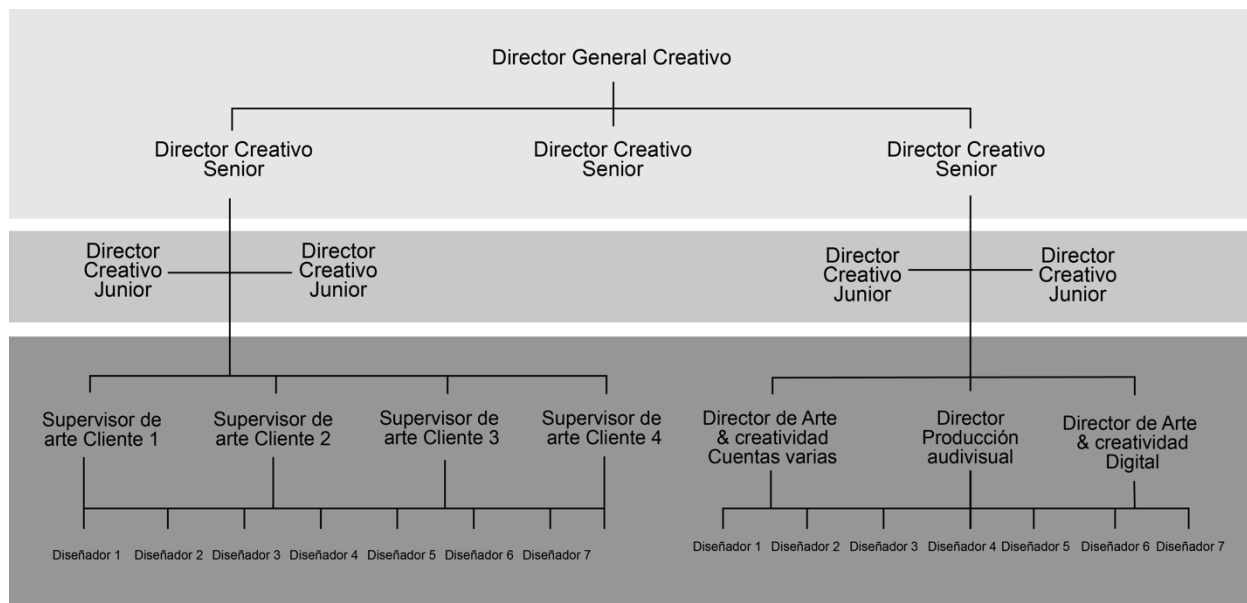 Director General Creativo
Director Creativo
Senior
Director Creativo
Senior
Director Creativo
Senior
Director
Creativo
Junior
Director
Creativo
Junior
Director
Creativo
Junior
Director
Creativo
Junior
Supervisor de
arte Cliente 1
Supervisor de
arte Cliente 2
Supervisor de
arte Cliente 3
Supervisor de
arte Cliente 4
Director de Arte
& creatividad
Cuentas varias
Director
Producción
audivisual
Director de Arte
& creatividad
Digital
Diseñador 1
Diseñador 2
Diseñador 3
Diseñador 4
Diseñador 5
Diseñador 6
Diseñador 7
Diseñador 1
Diseñador 2
Diseñador 3
Diseñador 4
Diseñador 5
Diseñador 6
Diseñador 7